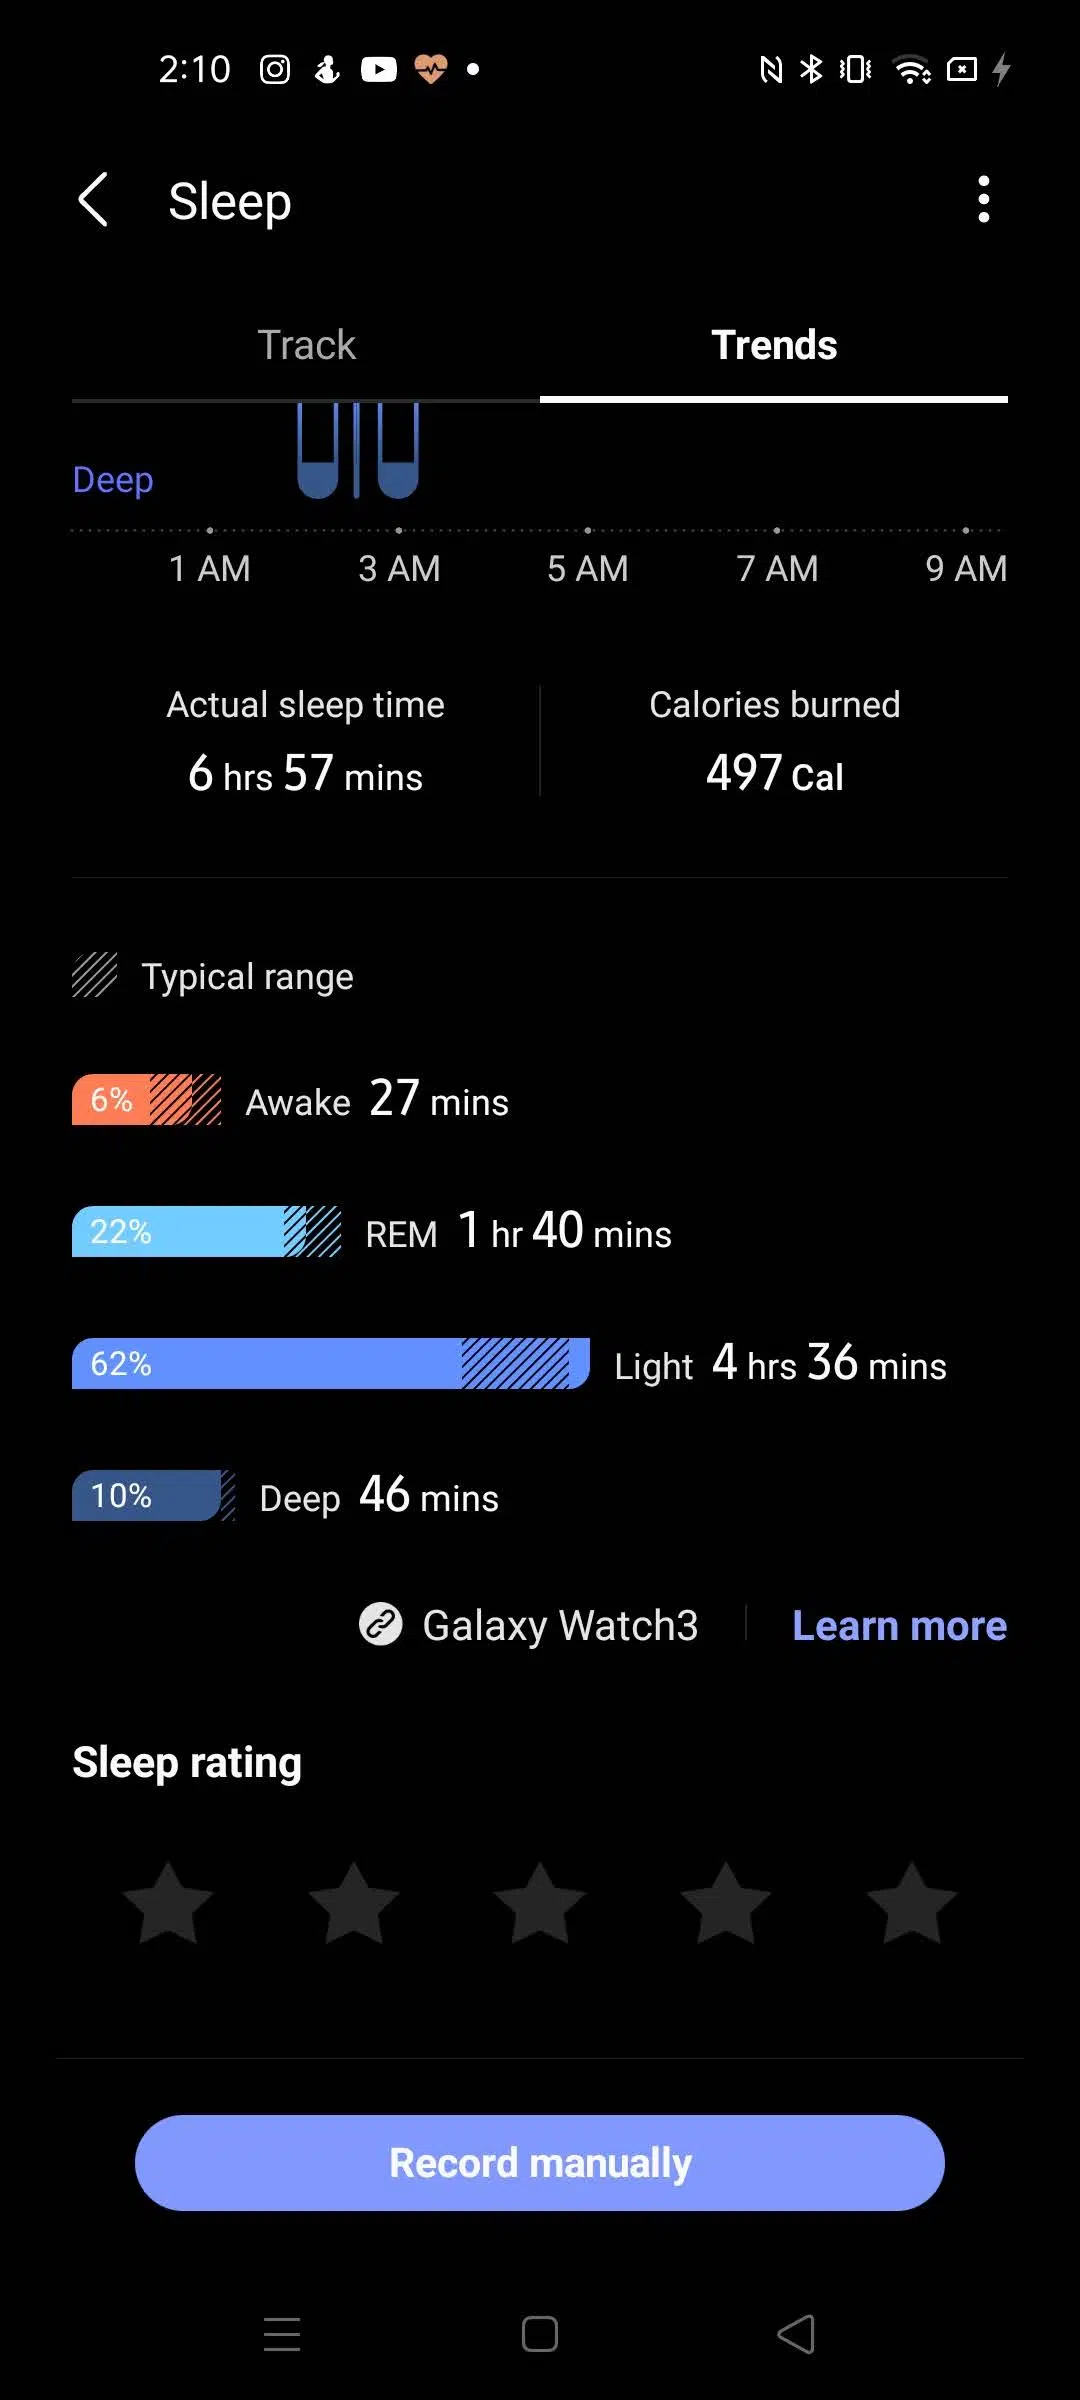 2:10
Sleep
Track Trends
Deep
1 AM 3 AM 5 AM 7 AM 9 AM
Actual sleep time Calories burned
6 hrs 57 mins 497 Cal
Typical range
6% Awake 27 mins
22% REM 1 hr 40 mins
62% Light 4 hrs 36 mins
10% Deep 46 mins
Galaxy Watch3 Learn more
Sleep rating
Record manually